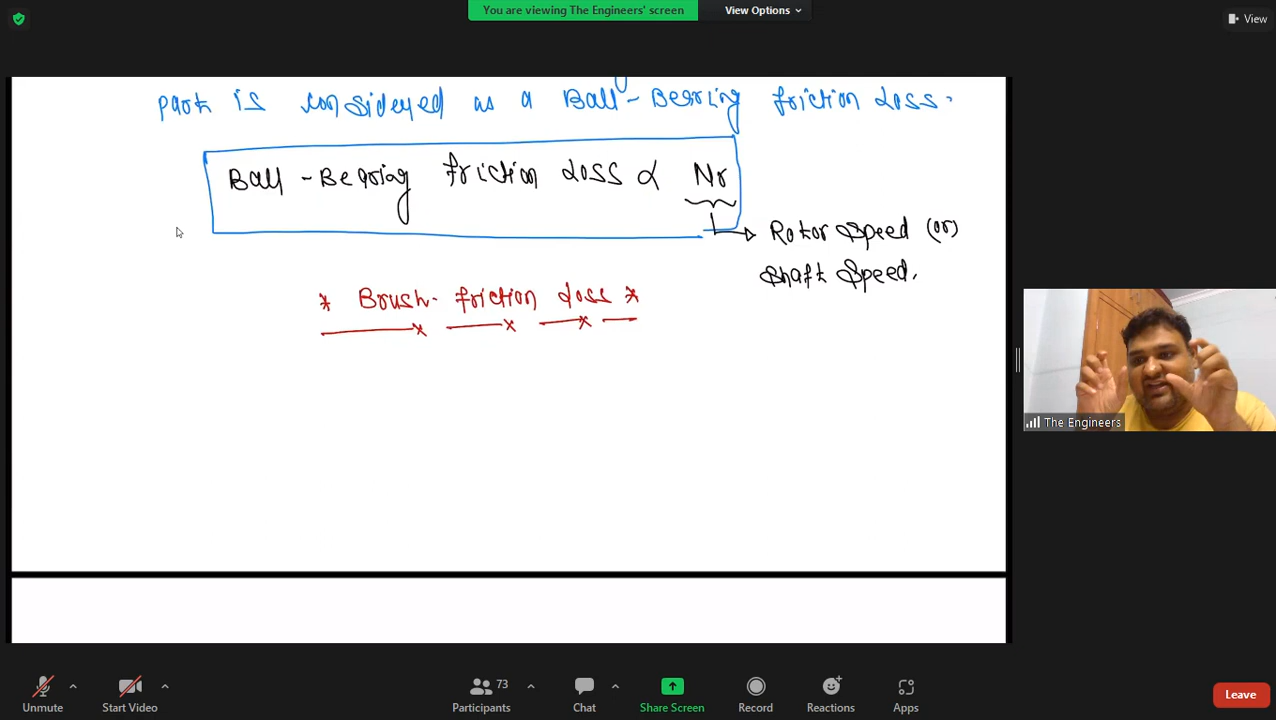 You are viewing The Engineers' screen
View Options
View
part is considered as a Ball-Bearing friction Loss.
Ball-Bearing friction Loss ∝ Nr
Rotor Speed (or)
Shaft Speed.
* Brush-friction Loss *
The Engineers
Unmute
Start Video
73
Participants
Chat
Share Screen
Record
Reactions
Apps
Leave